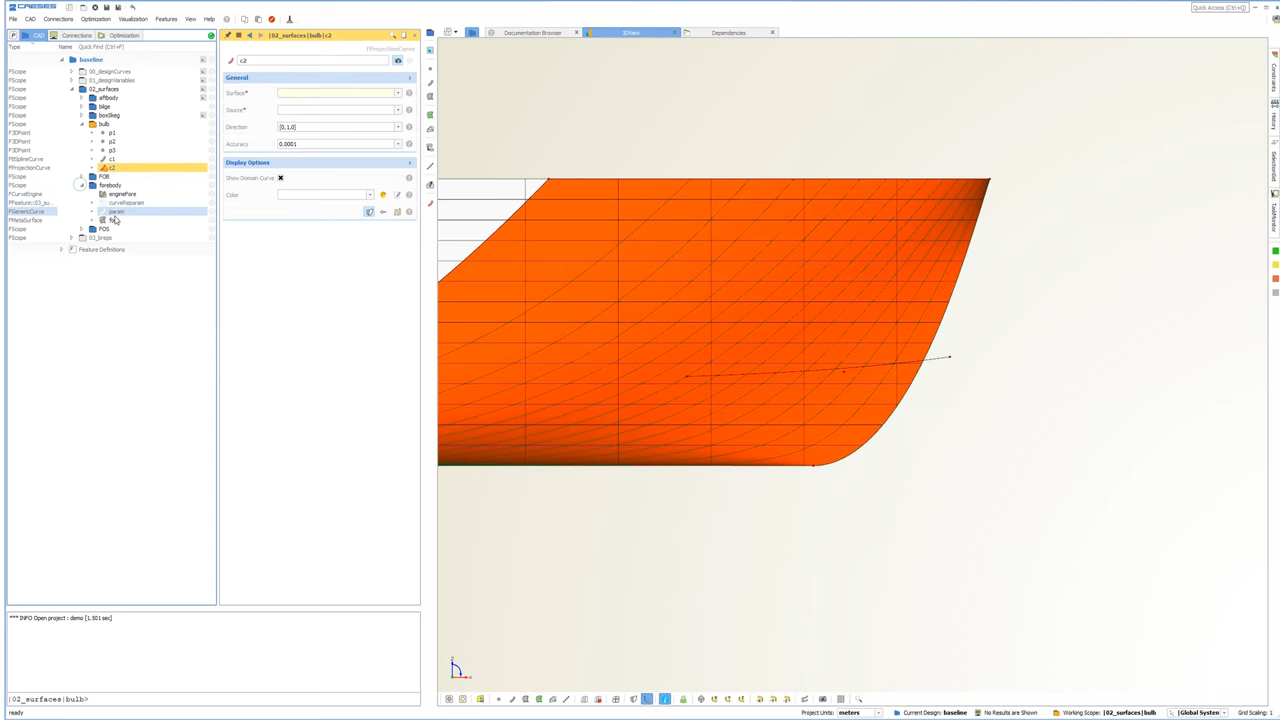 CAESES
Quick Access (Ctrl+P)
File CAD Connections Optimization Visualization Features View Help
CAD Connections Optimization
|02_surfaces|bulb|c2
Documentation Browser 3DView Dependencies
Type Name Quick Find (Ctrl+F)
baseline
FScope 00_designCurves
FScope 01_designVariables
FScope 02_surfaces
FScope aftbody
FScope bilge
FScope boxSkeg
FScope bulb
F3DPoint p1
F3DPoint p2
F3DPoint p3
FBSplineCurve c1
FProjectionCurve c2
FScope FOB
FScope forebody
FCurveEngine engineFore
FFeature::03_su... curveReparam
FGenericCurve param
FMetaSurface
FScope FOS
FScope 03_breps
Feature Definitions
FProjectionCurve
c2
General
Surface*
Source*
Direction: [0,1,0]
Accuracy: 0.0001
Display Options
Show Domain Curve
Color
Constraints
History
SelectionGet
TaskMonitor
z
x
*** INFO Open project : demo [1.501 sec]
|02_surfaces|bulb>
ready
Project Units: meters
Current Design: baseline
No Results are Shown
Working Scope: |02_surfaces|bulb
|Global System
Grid Scaling: 1